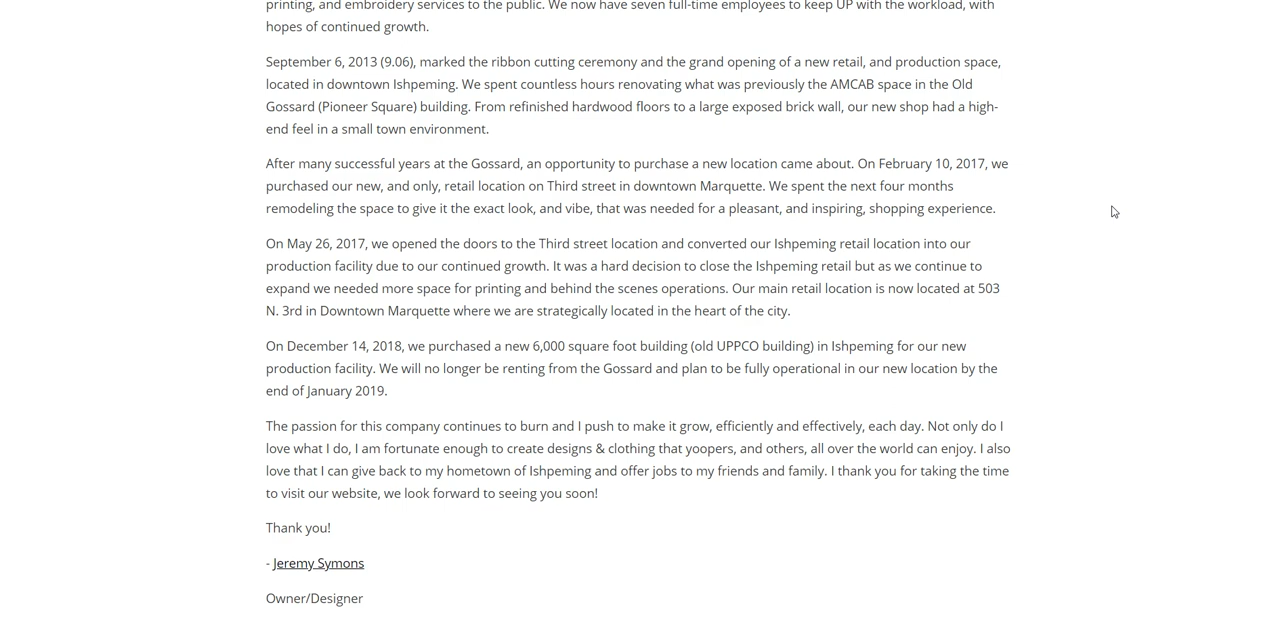 printing, and embroidery services to the public. We now have seven full-time employees to keep UP with the workload, with
hopes of continued growth.
September 6, 2013 (9.06), marked the ribbon cutting ceremony and the grand opening of a new retail, and production space,
located in downtown Ishpeming. We spent countless hours renovating what was previously the AMCAB space in the Old
Gossard (Pioneer Square) building. From refinished hardwood floors to a large exposed brick wall, our new shop had a high-
end feel in a small town environment.
After many successful years at the Gossard, an opportunity to purchase a new location came about. On February 10, 2017, we
purchased our new, and only, retail location on Third street in downtown Marquette. We spent the next four months
remodeling the space to give it the exact look, and vibe, that was needed for a pleasant, and inspiring, shopping experience.
On May 26, 2017, we opened the doors to the Third street location and converted our Ishpeming retail location into our
production facility due to our continued growth. It was a hard decision to close the Ishpeming retail but as we continue to
expand we needed more space for printing and behind the scenes operations. Our main retail location is now located at 503
N. 3rd in Downtown Marquette where we are strategically located in the heart of the city.
On December 14, 2018, we purchased a new 6,000 square foot building (old UPPCO building) in Ishpeming for our new
production facility. We will no longer be renting from the Gossard and plan to be fully operational in our new location by the
end of January 2019.
The passion for this company continues to burn and I push to make it grow, efficiently and effectively, each day. Not only do I
love what I do, I am fortunate enough to create designs & clothing that yoopers, and others, all over the world can enjoy. I also
love that I can give back to my hometown of Ishpeming and offer jobs to my friends and family. I thank you for taking the time
to visit our website, we look forward to seeing you soon!
Thank you!
- Jeremy Symons
Owner/Designer